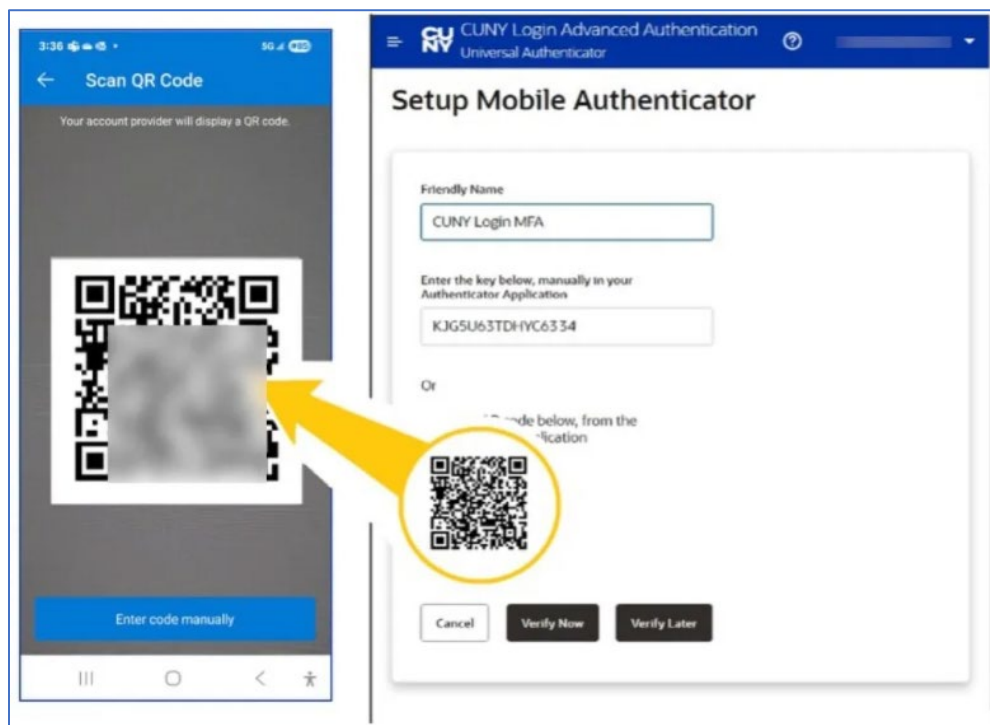 3:36
5G
Scan QR Code
Your account provider will display a QR code.
Enter code manually
CUNY
CUNY Login Advanced Authentication
Universal Authenticator
Setup Mobile Authenticator
Friendly Name
CUNY Login MFA
Enter the key below, manually in your
Authenticator Application
KJG5U63TDHYC6334
Or
code below, from the
Cancel
Verify Now
Verify Later